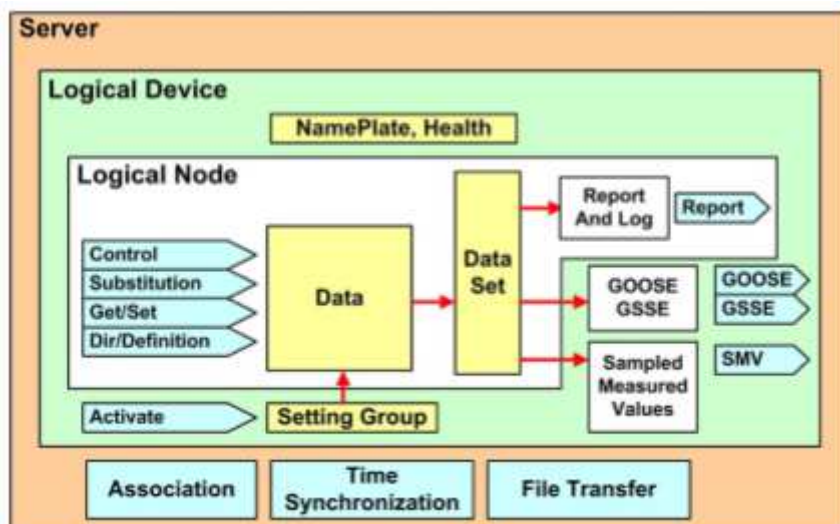 Server
Logical Device
NamePlate, Health
Logical Node
Control
Substitution
Get/Set
Dir/Definition
Data
Data
Set
Report
And Log
Report
GOOSE
GSSE
GOOSE
GSSE
Sampled
Measured
Values
SMV
Activate
Setting Group
Association
Time
Synchronization
File Transfer